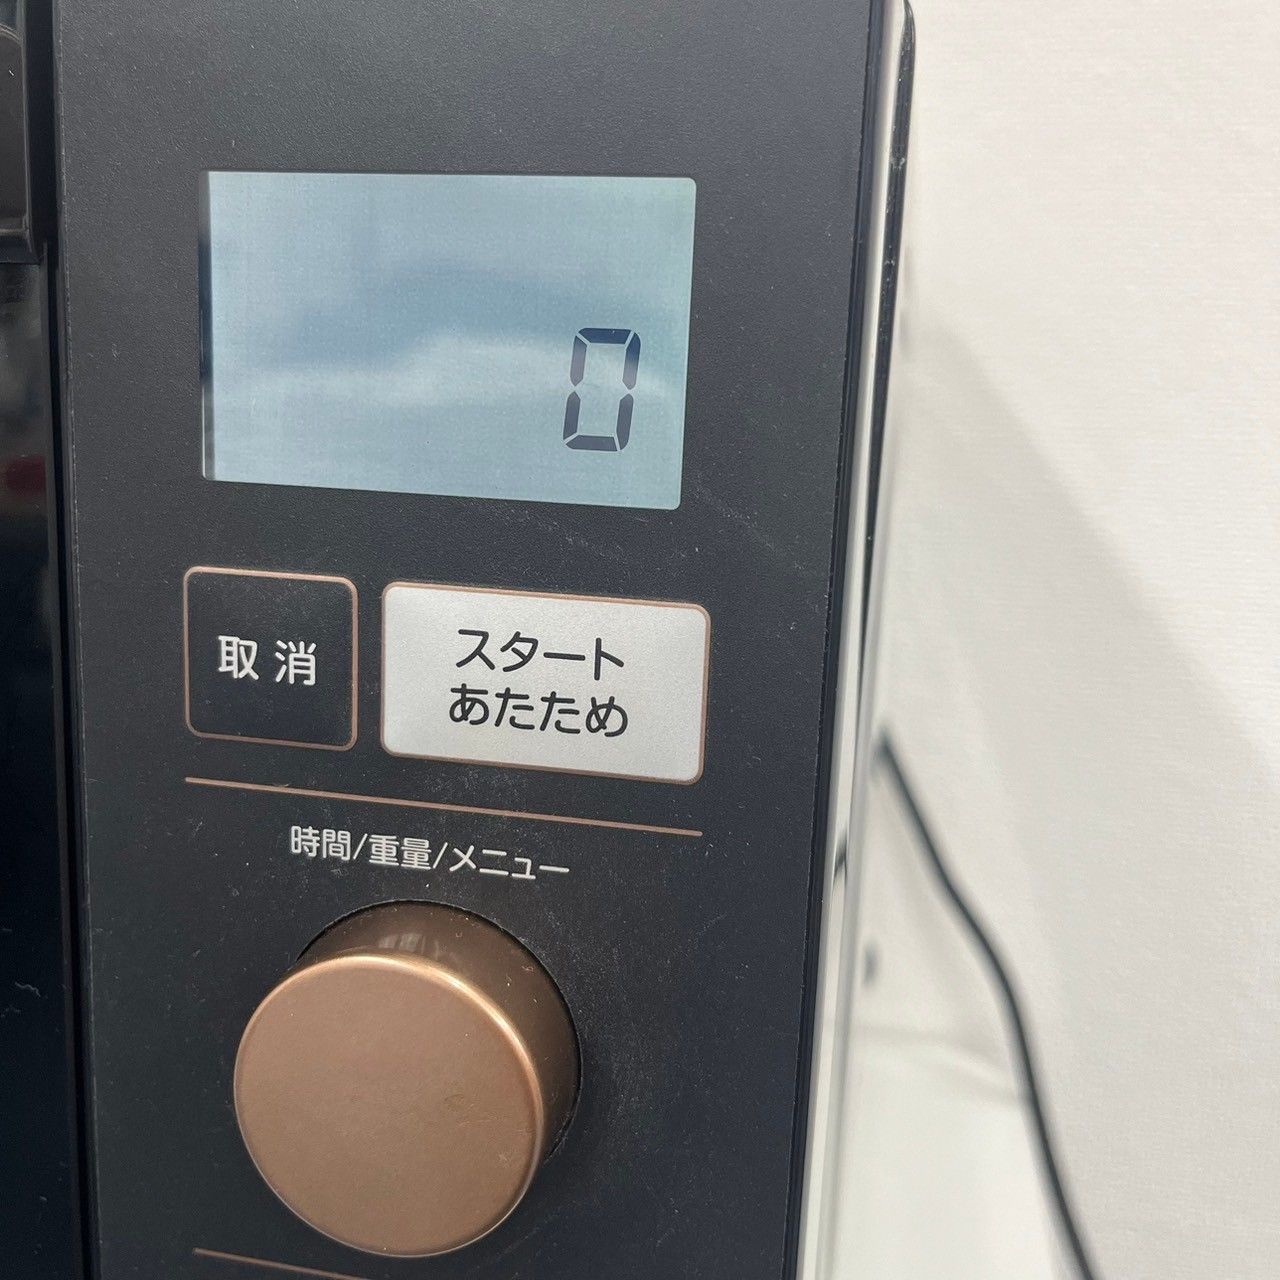 0
取消
スタート
あたため
時間/重量/メニュー